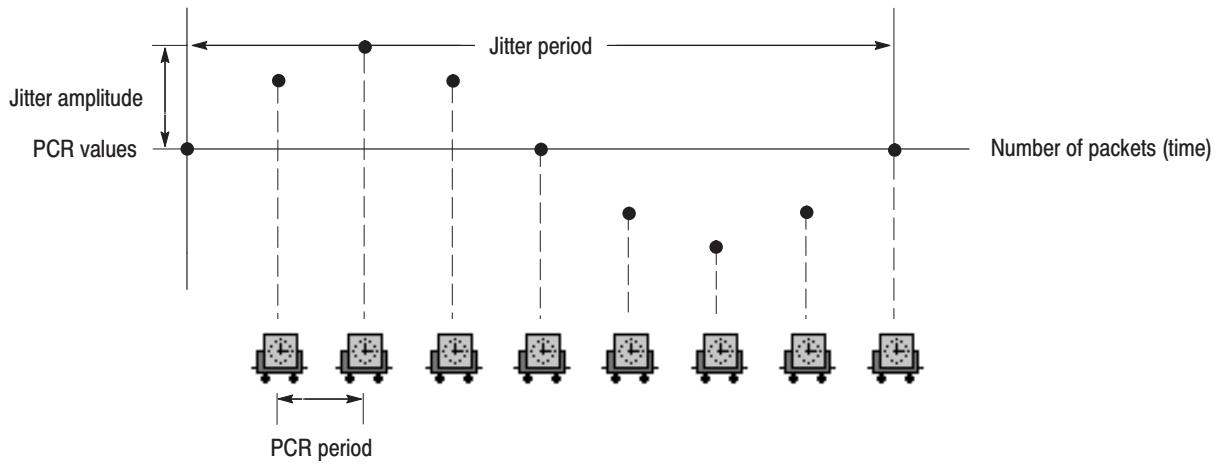 Jitter period
Jitter amplitude
PCR values
Number of packets (time)
PCR period